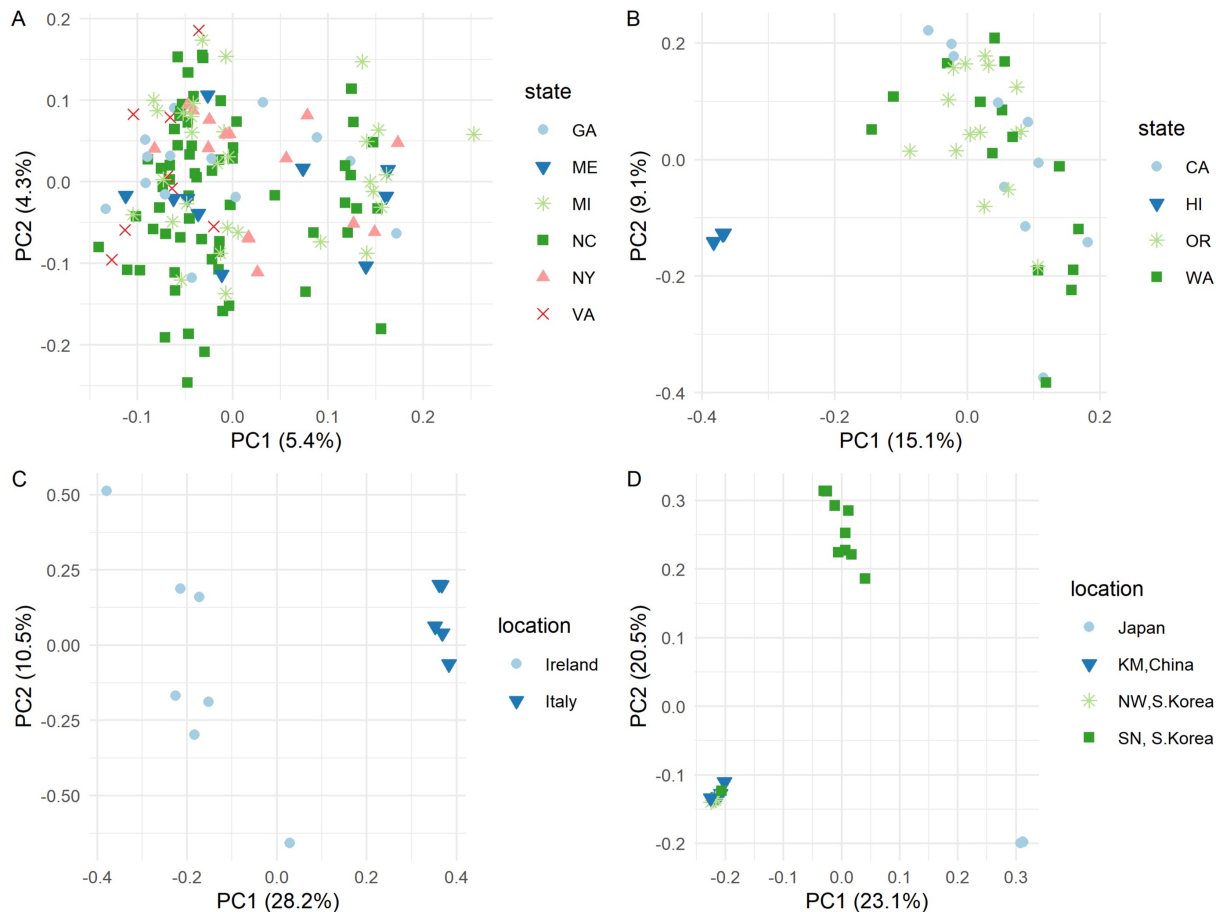 A
0.2
0.1
0.0
-0.1
-0.2
PC2 (4.3%)
-0.1
0.0
0.1
0.2
PC1 (5.4%)
state
GA
ME
MI
NC
NY
VA
B
0.2
0.0
-0.2
-0.4
PC2 (9.1%)
-0.4
-0.2
0.0
0.2
PC1 (15.1%)
state
CA
HI
OR
WA
C
0.50
0.25
0.00
-0.25
-0.50
PC2 (10.5%)
-0.4
-0.2
0.0
0.2
0.4
PC1 (28.2%)
location
Ireland
Italy
D
0.3
0.2
0.1
0.0
-0.1
-0.2
PC2 (20.5%)
-0.2
-0.1
0.0
0.1
0.2
0.3
PC1 (23.1%)
location
Japan
KM,China
NW,S.Korea
SN, S.Korea